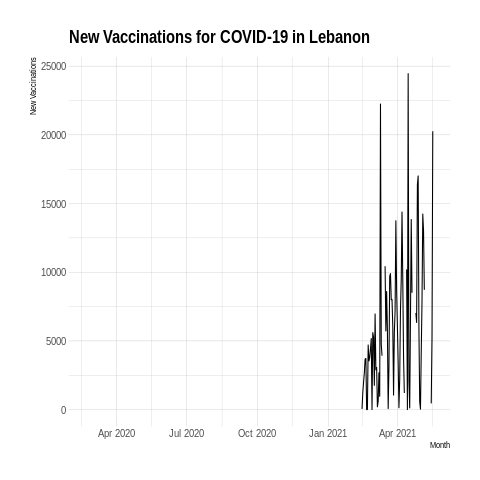 New Vaccinations for COVID-19 in Lebanon
New Vaccinations
25000
20000
15000
10000
5000
0
Apr 2020 Jul 2020 Oct 2020 Jan 2021 Apr 2021
Month